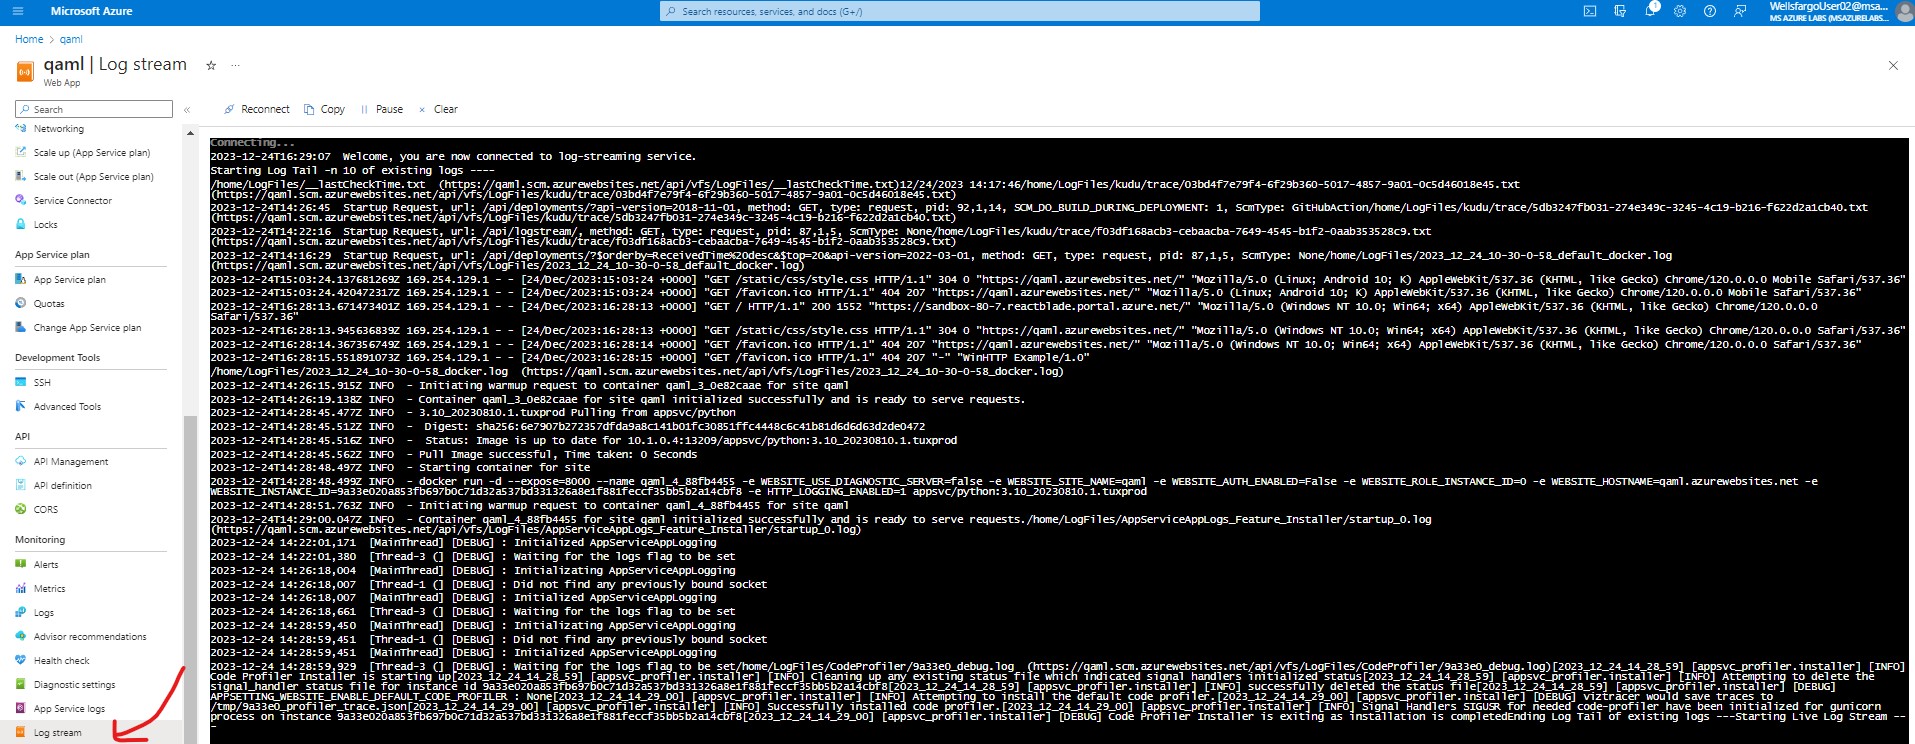 Microsoft Azure
Search resources, services, and docs (G+/)
1
WellsfargoUser02@msa...
MS AZURE LABS (MSAZURELABS...
Home > qaml
qaml | Log stream
Web App
Search
Reconnect Copy Pause Clear
Networking
Scale up (App Service plan)
Scale out (App Service plan)
Service Connector
Locks
App Service plan
App Service plan
Quotas
Change App Service plan
Development Tools
SSH
Advanced Tools
API
API Management
API definition
CORS
Monitoring
Alerts
Metrics
Logs
Advisor recommendations
Health check
Diagnostic settings
App Service logs
Log stream
Connecting...
2023-12-24T16:29:07 Welcome, you are now connected to log-streaming service.
Starting Log Tail -n 10 of existing logs ----
/home/LogFiles/__lastCheckTime.txt (https://qaml.scm.azurewebsites.net/api/vfs/LogFiles/__lastCheckTime.txt)12/24/2023 14:17:46/home/LogFiles/kudu/trace/03bd4f7e79f4-6f29b360-5017-4857-9a01-0c5d46018e45.txt
(https://qaml.scm.azurewebsites.net/api/vfs/LogFiles/kudu/trace/03bd4f7e79f4-6f29b360-5017-4857-9a01-0c5d46018e45.txt)
2023-12-24T14:26:45 Startup Request, url: /api/deployments/?api-version=2018-11-01, method: GET, type: request, pid: 92,1,14, SCM_DO_BUILD_DURING_DEPLOYMENT: 1, ScmType: GitHubAction/home/LogFiles/kudu/trace/5db3247fb031-274e349c-3245-4c19-b216-f622d2a1cb40.txt
(https://qaml.scm.azurewebsites.net/api/vfs/LogFiles/kudu/trace/5db3247fb031-274e349c-3245-4c19-b216-f622d2a1cb40.txt)
2023-12-24T14:22:16 Startup Request, url: /api/logstream/, method: GET, type: request, pid: 87,1,5, ScmType: None/home/LogFiles/kudu/trace/f03df168acb3-cebaacba-7649-4545-b1f2-0aab353528c9.txt
(https://qaml.scm.azurewebsites.net/api/vfs/LogFiles/kudu/trace/f03df168acb3-cebaacba-7649-4545-b1f2-0aab353528c9.txt)
2023-12-24T14:16:29 Startup Request, url: /api/deployments/?$orderby=ReceivedTime%20desc&$top=20&api-version=2022-03-01, method: GET, type: request, pid: 87,1,5, ScmType: None/home/LogFiles/2023_12_24_10-30-0-58_default_docker.log
(https://qaml.scm.azurewebsites.net/api/vfs/LogFiles/2023_12_24_10-30-0-58_default_docker.log)
2023-12-24T15:03:24.137681269Z 169.254.129.1 - - [24/Dec/2023:15:03:24 +0000] "GET /static/css/style.css HTTP/1.1" 304 0 "https://qaml.azurewebsites.net/" "Mozilla/5.0 (Linux; Android 10; K) AppleWebKit/537.36 (KHTML, like Gecko) Chrome/120.0.0.0 Mobile Safari/537.36"
2023-12-24T15:03:24.420472317Z 169.254.129.1 - - [24/Dec/2023:15:03:24 +0000] "GET /favicon.ico HTTP/1.1" 404 207 "https://qaml.azurewebsites.net/" "Mozilla/5.0 (Linux; Android 10; K) AppleWebKit/537.36 (KHTML, like Gecko) Chrome/120.0.0.0 Mobile Safari/537.36"
2023-12-24T16:28:13.671473401Z 169.254.129.1 - - [24/Dec/2023:16:28:13 +0000] "GET / HTTP/1.1" 200 1552 "https://sandbox-80-7.reactblade.portal.azure.net/" "Mozilla/5.0 (Windows NT 10.0; Win64; x64) AppleWebKit/537.36 (KHTML, like Gecko) Chrome/120.0.0.0
Safari/537.36"
2023-12-24T16:28:13.945636839Z 169.254.129.1 - - [24/Dec/2023:16:28:13 +0000] "GET /static/css/style.css HTTP/1.1" 304 0 "https://qaml.azurewebsites.net/" "Mozilla/5.0 (Windows NT 10.0; Win64; x64) AppleWebKit/537.36 (KHTML, like Gecko) Chrome/120.0.0.0 Safari/537.36"
2023-12-24T16:28:14.367356749Z 169.254.129.1 - - [24/Dec/2023:16:28:14 +0000] "GET /favicon.ico HTTP/1.1" 404 207 "https://qaml.azurewebsites.net/" "Mozilla/5.0 (Windows NT 10.0; Win64; x64) AppleWebKit/537.36 (KHTML, like Gecko) Chrome/120.0.0.0 Safari/537.36"
2023-12-24T16:28:15.551891073Z 169.254.129.1 - - [24/Dec/2023:16:28:15 +0000] "GET /favicon.ico HTTP/1.1" 404 207 "-" "WinHTTP Example/1.0"
/home/LogFiles/2023_12_24_10-30-0-58_docker.log (https://qaml.scm.azurewebsites.net/api/vfs/LogFiles/2023_12_24_10-30-0-58_docker.log)
2023-12-24T14:26:15.915Z INFO - Initiating warmup request to container qaml_3_0e82caae for site qaml
2023-12-24T14:26:19.138Z INFO - Container qaml_3_0e82caae for site qaml initialized successfully and is ready to serve requests.
2023-12-24T14:28:45.477Z INFO - 3.10_20230810.1.tuxprod Pulling from appsvc/python
2023-12-24T14:28:45.512Z INFO - Digest: sha256:6e7907b272357dfda9a8c141b01fc30851ffc4448c6c41b81d6d6d63d2de0472
2023-12-24T14:28:45.516Z INFO - Status: Image is up to date for 10.1.0.4:13209/appsvc/python:3.10_20230810.1.tuxprod
2023-12-24T14:28:45.562Z INFO - Pull Image successful, Time taken: 0 Seconds
2023-12-24T14:28:48.497Z INFO - Starting container for site
2023-12-24T14:28:48.499Z INFO - docker run -d --expose=8000 --name qaml_4_88fb4455 -e WEBSITE_USE_DIAGNOSTIC_SERVER=false -e WEBSITE_SITE_NAME=qaml -e WEBSITE_AUTH_ENABLED=False -e WEBSITE_ROLE_INSTANCE_ID=0 -e WEBSITE_HOSTNAME=qaml.azurewebsites.net -e
WEBSITE_INSTANCE_ID=9a33e020a853fb697b0c71d32a537bd331326a8e1f881feccf35bb5b2a14cbf8 -e HTTP_LOGGING_ENABLED=1 appsvc/python:3.10_20230810.1.tuxprod
2023-12-24T14:28:51.763Z INFO - Initiating warmup request to container qaml_4_88fb4455 for site qaml
2023-12-24T14:29:00.047Z INFO - Container qaml_4_88fb4455 for site qaml initialized successfully and is ready to serve requests./home/LogFiles/AppServiceAppLogs_Feature_Installer/startup_0.log
(https://qaml.scm.azurewebsites.net/api/vfs/LogFiles/AppServiceAppLogs_Feature_Installer/startup_0.log)
2023-12-24 14:22:01,171 [MainThread] [DEBUG] : Initialized AppServiceAppLogging
2023-12-24 14:22:01,380 [Thread-3 (] [DEBUG] : Waiting for the logs flag to be set
2023-12-24 14:26:18,004 [MainThread] [DEBUG] : Initializating AppServiceAppLogging
2023-12-24 14:26:18,007 [Thread-1 (] [DEBUG] : Did not find any previously bound socket
2023-12-24 14:26:18,007 [MainThread] [DEBUG] : Initialized AppServiceAppLogging
2023-12-24 14:26:18,661 [Thread-3 (] [DEBUG] : Waiting for the logs flag to be set
2023-12-24 14:28:59,450 [MainThread] [DEBUG] : Initializating AppServiceAppLogging
2023-12-24 14:28:59,451 [Thread-1 (] [DEBUG] : Did not find any previously bound socket
2023-12-24 14:28:59,451 [MainThread] [DEBUG] : Initialized AppServiceAppLogging
2023-12-24 14:28:59,929 [Thread-3 (] [DEBUG] : Waiting for the logs flag to be set/home/LogFiles/CodeProfiler/9a33e0_debug.log (https://qaml.scm.azurewebsites.net/api/vfs/LogFiles/CodeProfiler/9a33e0_debug.log)[2023_12_24_14_28_59] [appsvc_profiler.installer] [INFO]
Code Profiler Installer is starting up[2023_12_24_14_28_59] [appsvc_profiler.installer] [INFO] Cleaning up any existing status file which indicated signal handlers initialized status[2023_12_24_14_28_59] [appsvc_profiler.installer] [INFO] Attempting to delete the
signal_handler status file for instance id 9a33e020a853fb697b0c71d32a537bd331326a8e1f881feccf35bb5b2a14cbf8[2023_12_24_14_28_59] [appsvc_profiler.installer] [INFO] successfully deleted the status file[2023_12_24_14_28_59] [appsvc_profiler.installer] [DEBUG]
APPSETTING_WEBSITE_ENABLE_DEFAULT_CODE_PROFILER : None[2023_12_24_14_29_00] [appsvc_profiler.installer] [INFO] Attempting to install the default code profiler.[2023_12_24_14_29_00] [appsvc_profiler.installer] [DEBUG] viztracer would save traces to
/tmp/9a33e0_profiler_trace.json[2023_12_24_14_29_00] [appsvc_profiler.installer] [INFO] Successfully installed code profiler.[2023_12_24_14_29_00] [appsvc_profiler.installer] [INFO] Signal Handlers SIGUSR for needed code-profiler have been initialized for gunicorn
process on instance 9a33e020a853fb697b0c71d32a537bd331326a8e1f881feccf35bb5b2a14cbf8[2023_12_24_14_29_00] [appsvc_profiler.installer] [DEBUG] Code Profiler Installer is exiting as installation is completedEnding Log Tail of existing logs ---Starting Live Log Stream --
-